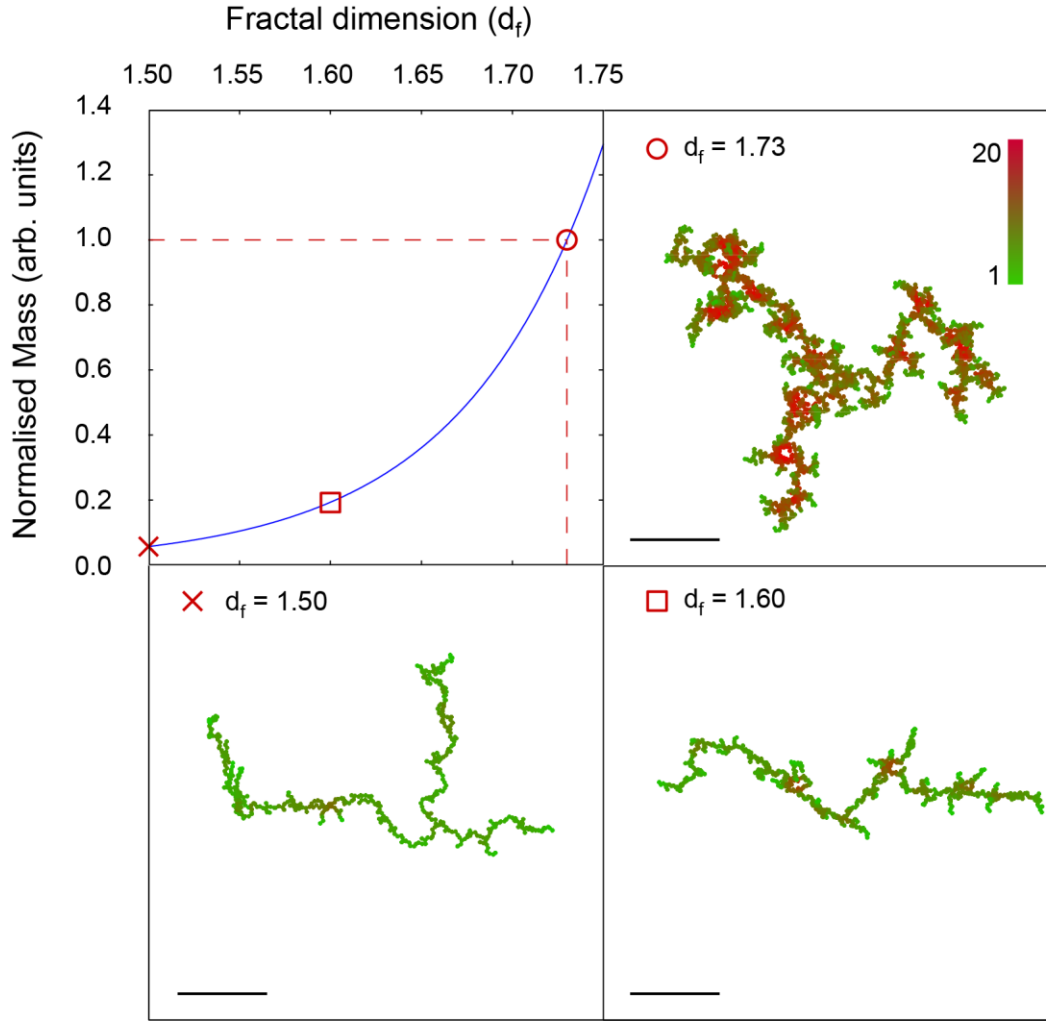 Fractal dimension (df)
1.50 1.55 1.60 1.65 1.70 1.75
Normalised Mass (arb. units)
1.4
1.2
1.0
0.8
0.6
0.4
0.2
0.0
df = 1.73
20
1
df = 1.50
df = 1.60